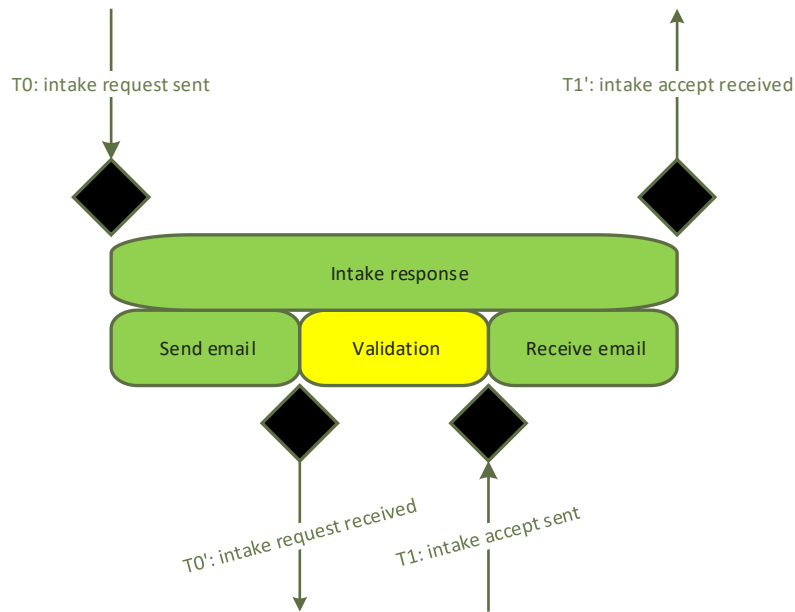 T0: intake request sent
T1': intake accept received
Intake response
Send email
Validation
Receive email
T0': intake request received
T1: intake accept sent